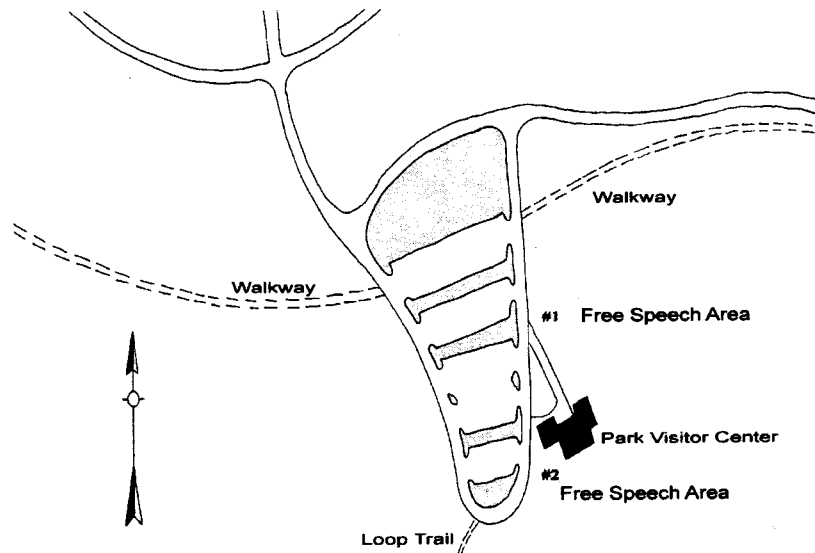 Walkway
Walkway
#1 Free Speech Area
Park Visitor Center
#2
Free Speech Area
Loop Trail